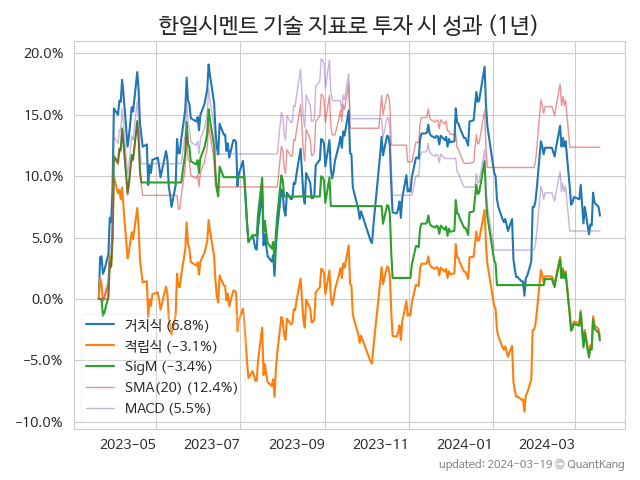 한일시멘트 기술 지표로 투자 시 성과 (1년)
20.0%
15.0%
10.0%
5.0%
0.0%
−5.0%
−10.0%
거치식 (6.8%)
적립식 (−3.1%)
SigM (−3.4%)
SMA(20) (12.4%)
MACD (5.5%)
2023-05 2023-07 2023-09 2023-11 2024-01 2024-03
updated: 2024-03-19 © QuantKang